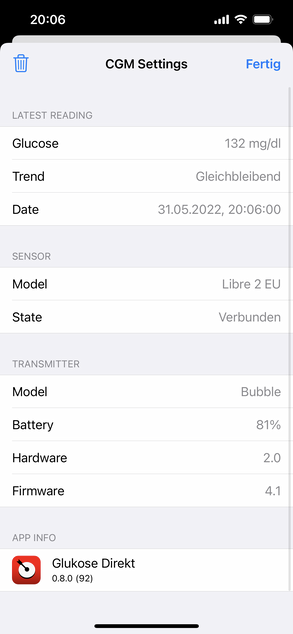 20:06
CGM Settings
Fertig
LATEST READING
Glucose 132 mg/dl
Trend Gleichbleibend
Date 31.05.2022, 20:06:00
SENSOR
Model Libre 2 EU
State Verbunden
TRANSMITTER
Model Bubble
Battery 81%
Hardware 2.0
Firmware 4.1
APP INFO
Glukose Direkt
0.8.0 (92)